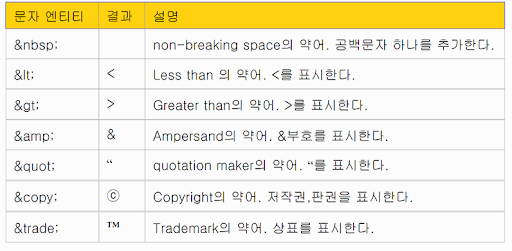 문자 엔티티 결과 설명
&nbsp; non-breaking space의 약어. 공백문자 하나를 추가한다.
&lt; < Less than 의 약어. <를 표시한다.
&gt; > Greater than의 약어. >를 표시한다.
&amp; & Ampersand의 약어. &부호를 표시한다.
&quot; “ quotation maker의 약어. “를 표시한다.
&copy; ⓒ Copyright의 약어. 저작권,판권을 표시한다.
&trade; ™ Trademark의 약어. 상표를 표시한다.